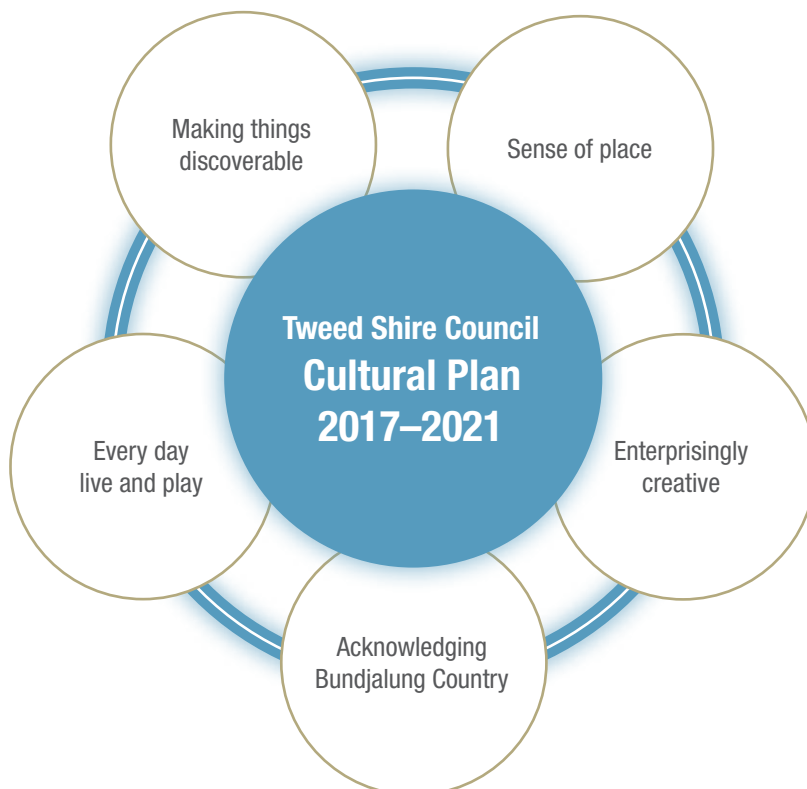 Making things
discoverable
Sense of place
Tweed Shire Council
Cultural Plan
2017–2021
Every day
live and play
Enterprisingly
creative
Acknowledging
Bundjalung Country